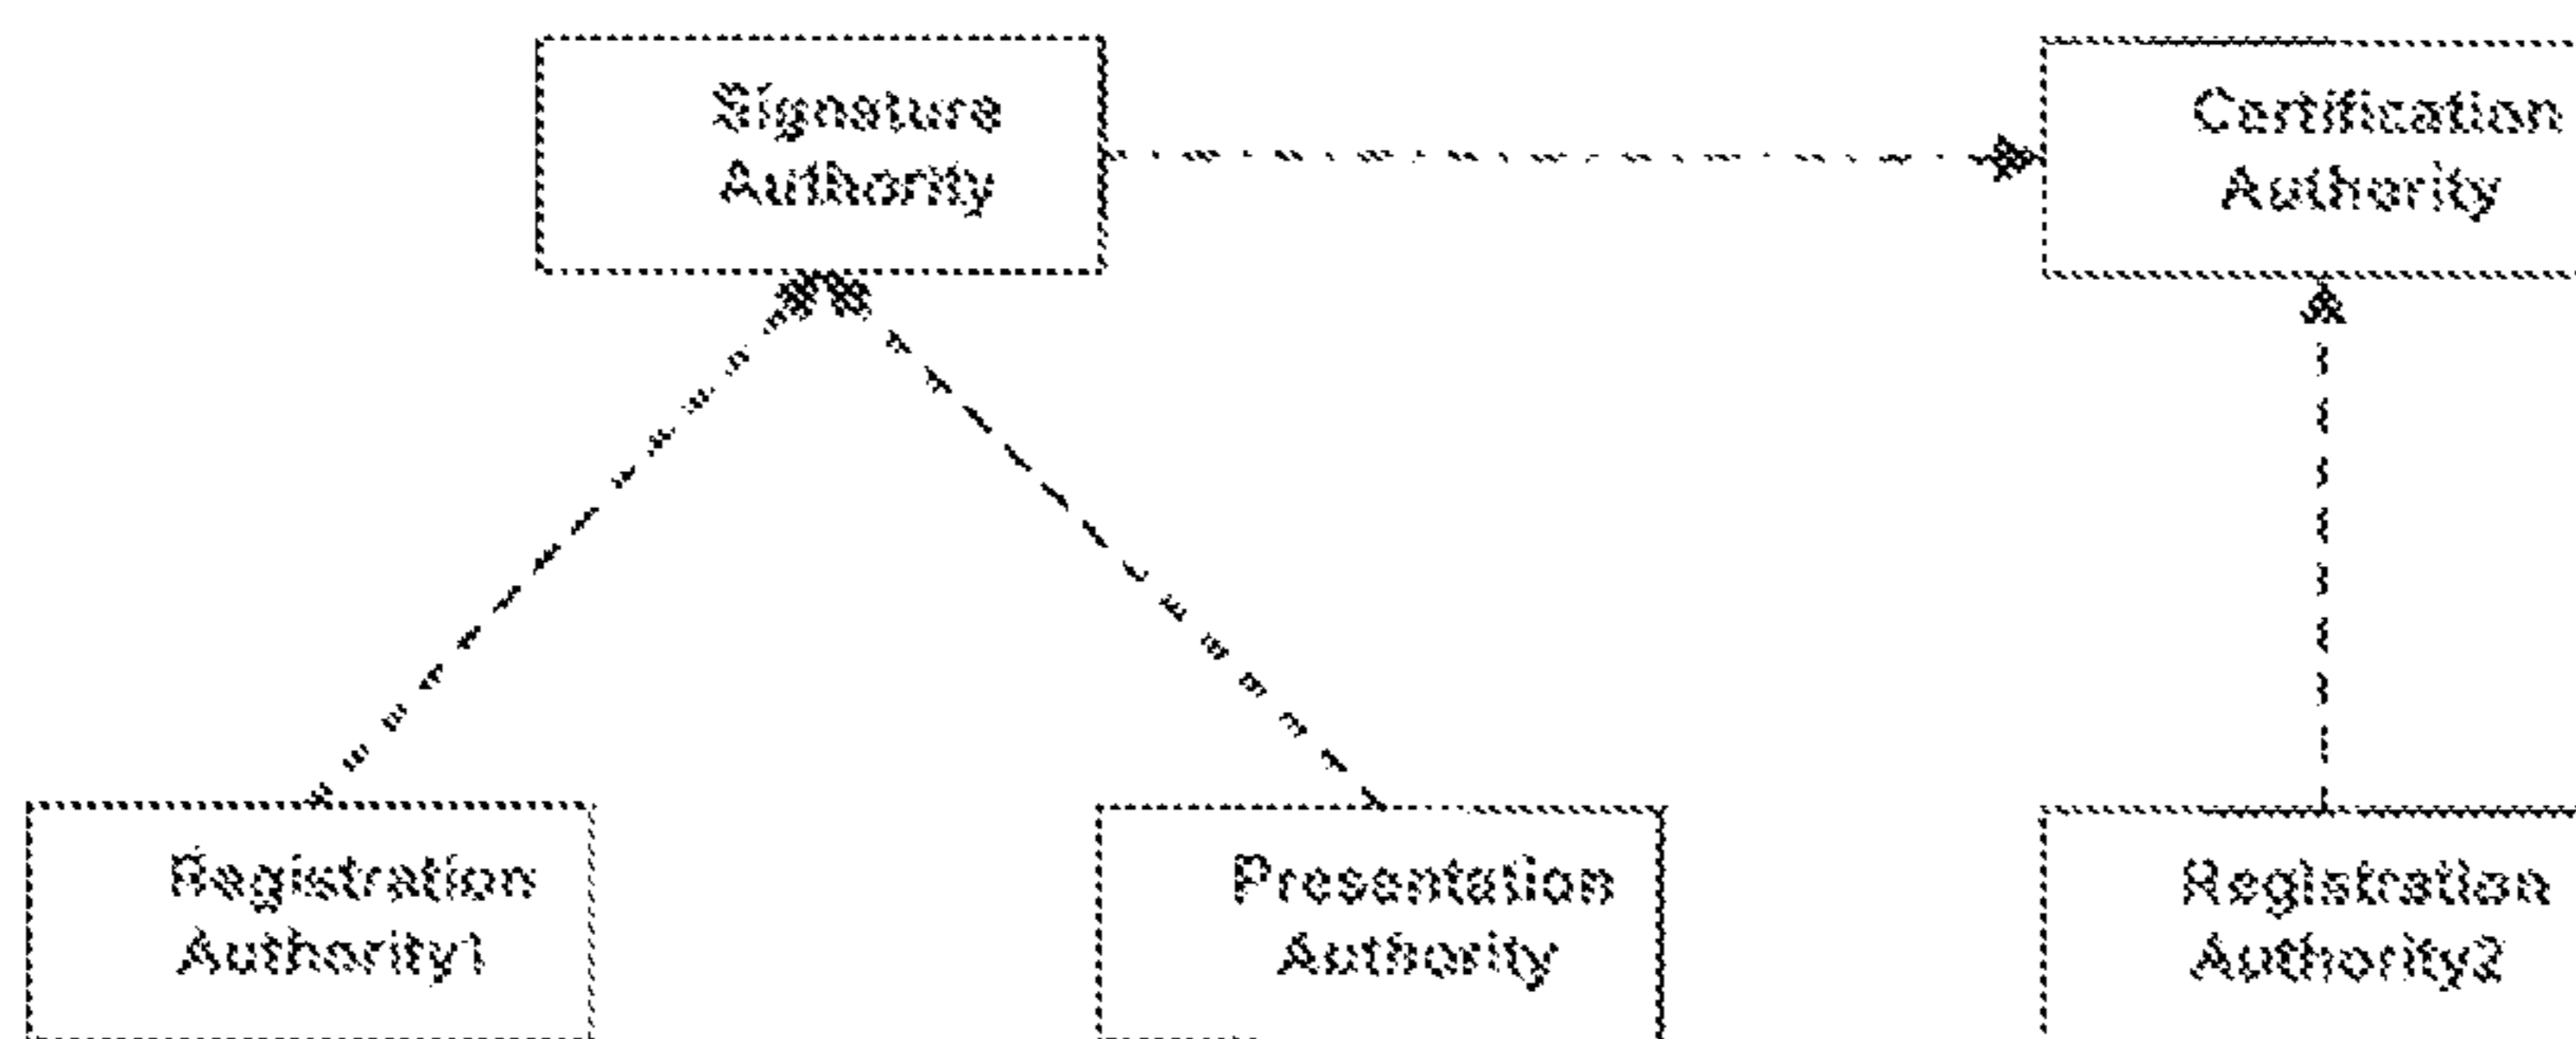 Signature
Authority
Certification
Authority
Registration
Authority1
Presentation
Authority
Registration
Authority2